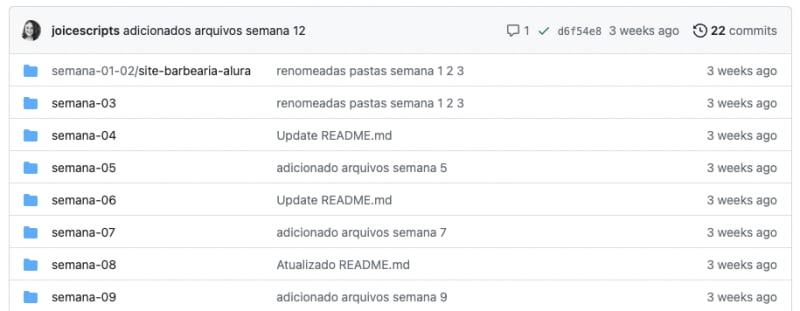 joicescripts adicionados arquivos semana 12 1 d6f54e8 3 weeks ago 22 commits
semana-01-02/site-barbearia-alura renomeadas pastas semana 1 2 3 3 weeks ago
semana-03 renomeadas pastas semana 1 2 3 3 weeks ago
semana-04 Update README.md 3 weeks ago
semana-05 adicionado arquivos semana 5 3 weeks ago
semana-06 Update README.md 3 weeks ago
semana-07 adicionado arquivos semana 7 3 weeks ago
semana-08 Atualizado README.md 3 weeks ago
semana-09 adicionado arquivos semana 9 3 weeks ago